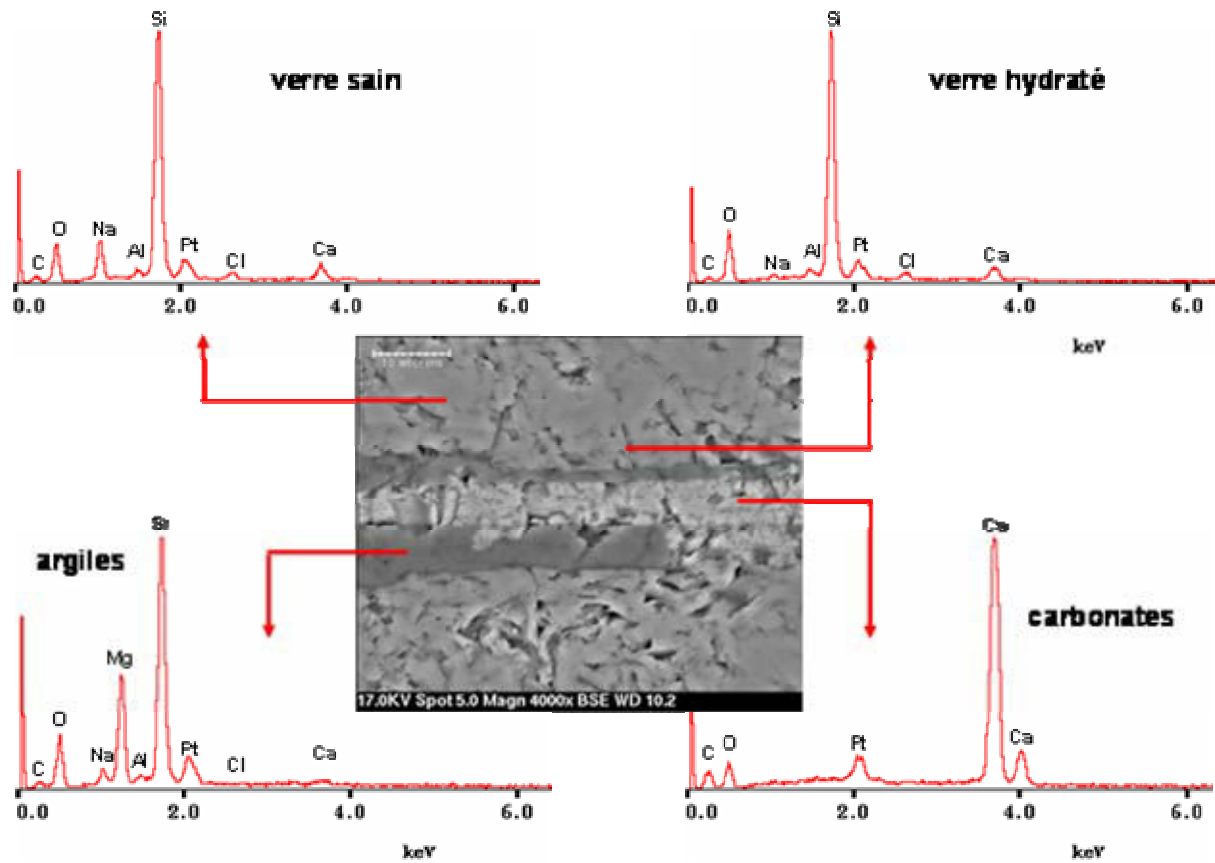 Si
verre sain
O
Na
C
Al
Pt
Cl
Ca
0.0 2.0 4.0 6.0
Si
verre hydraté
O
C
Na
Al
Pt
Cl
Ca
0.0 2.0 4.0 6.0
keV
10 microns
17.0KV Spot 5.0 Magn 4000x BSE WD 10.2
Si
argiles
Mg
O
C
Na
Al
Pt
Cl
Ca
0.0 2.0 4.0 6.0
keV
Ca
carbonates
C
O
Pt
Ca
0.0 2.0 4.0 6.0
keV